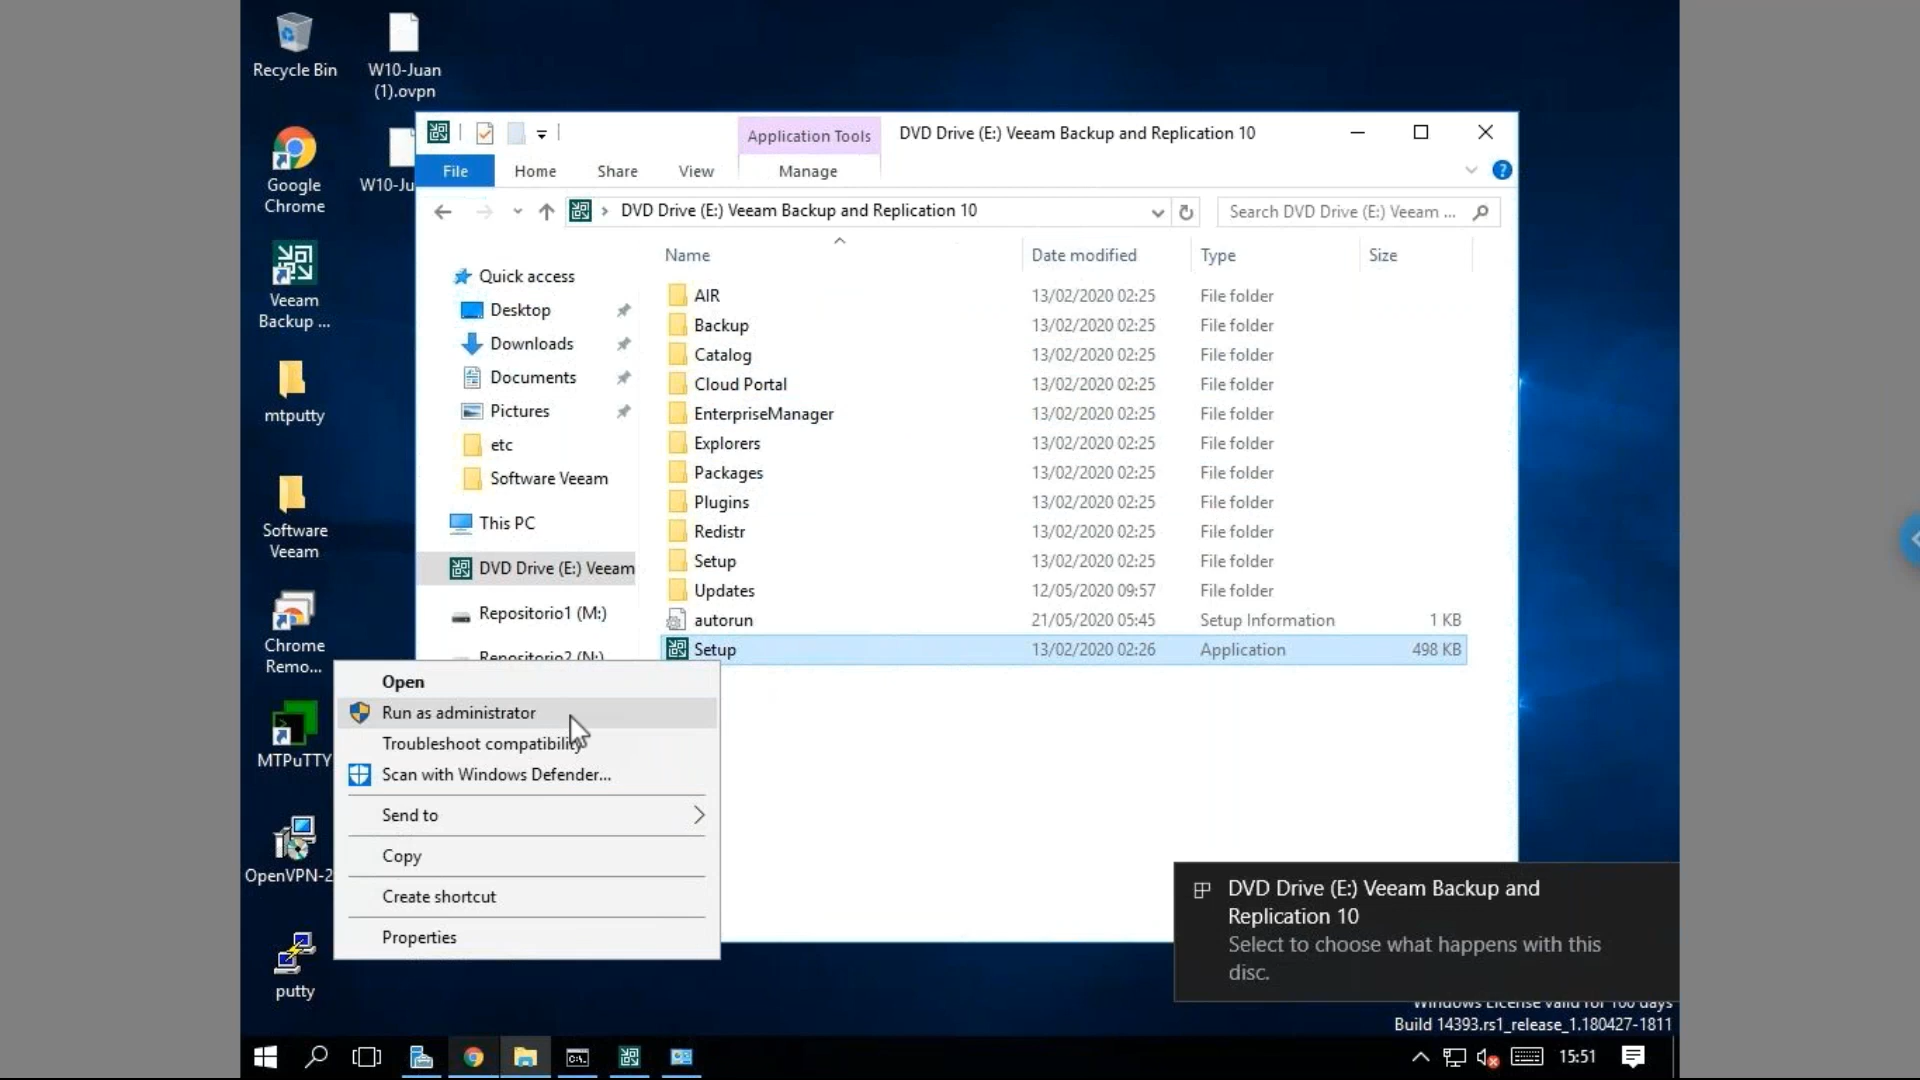 Recycle Bin
W10-Juan
(1).ovpn
Google
Chrome
W10-Ju
Veeam
Backup ...
mtputty
Software
Veeam
Chrome
Remo...
MTPuTTY
OpenVPN-2
putty
Application Tools
DVD Drive (E:) Veeam Backup and Replication 10
File
Home
Share
View
Manage
DVD Drive (E:) Veeam Backup and Replication 10
Search DVD Drive (E:) Veeam ...
Name
Date modified
Type
Size
Quick access
Desktop
Downloads
Documents
Pictures
etc
Software Veeam
This PC
DVD Drive (E:) Veeam
Repositorio1 (M:)
Repositorio2 (N:)
AIR 13/02/2020 02:25 File folder
Backup 13/02/2020 02:25 File folder
Catalog 13/02/2020 02:25 File folder
Cloud Portal 13/02/2020 02:25 File folder
EnterpriseManager 13/02/2020 02:25 File folder
Explorers 13/02/2020 02:25 File folder
Packages 13/02/2020 02:25 File folder
Plugins 13/02/2020 02:25 File folder
Redistr 13/02/2020 02:25 File folder
Setup 13/02/2020 02:25 File folder
Updates 12/05/2020 09:57 File folder
autorun 21/05/2020 05:45 Setup Information 1 KB
Setup 13/02/2020 02:26 Application 498 KB
Open
Run as administrator
Troubleshoot compatibility
Scan with Windows Defender...
Send to
Copy
Create shortcut
Properties
DVD Drive (E:) Veeam Backup and
Replication 10
Select to choose what happens with this
disc.
Windows License valid for 160 days
Build 14393.rs1_release_1.180427-1811
15:51